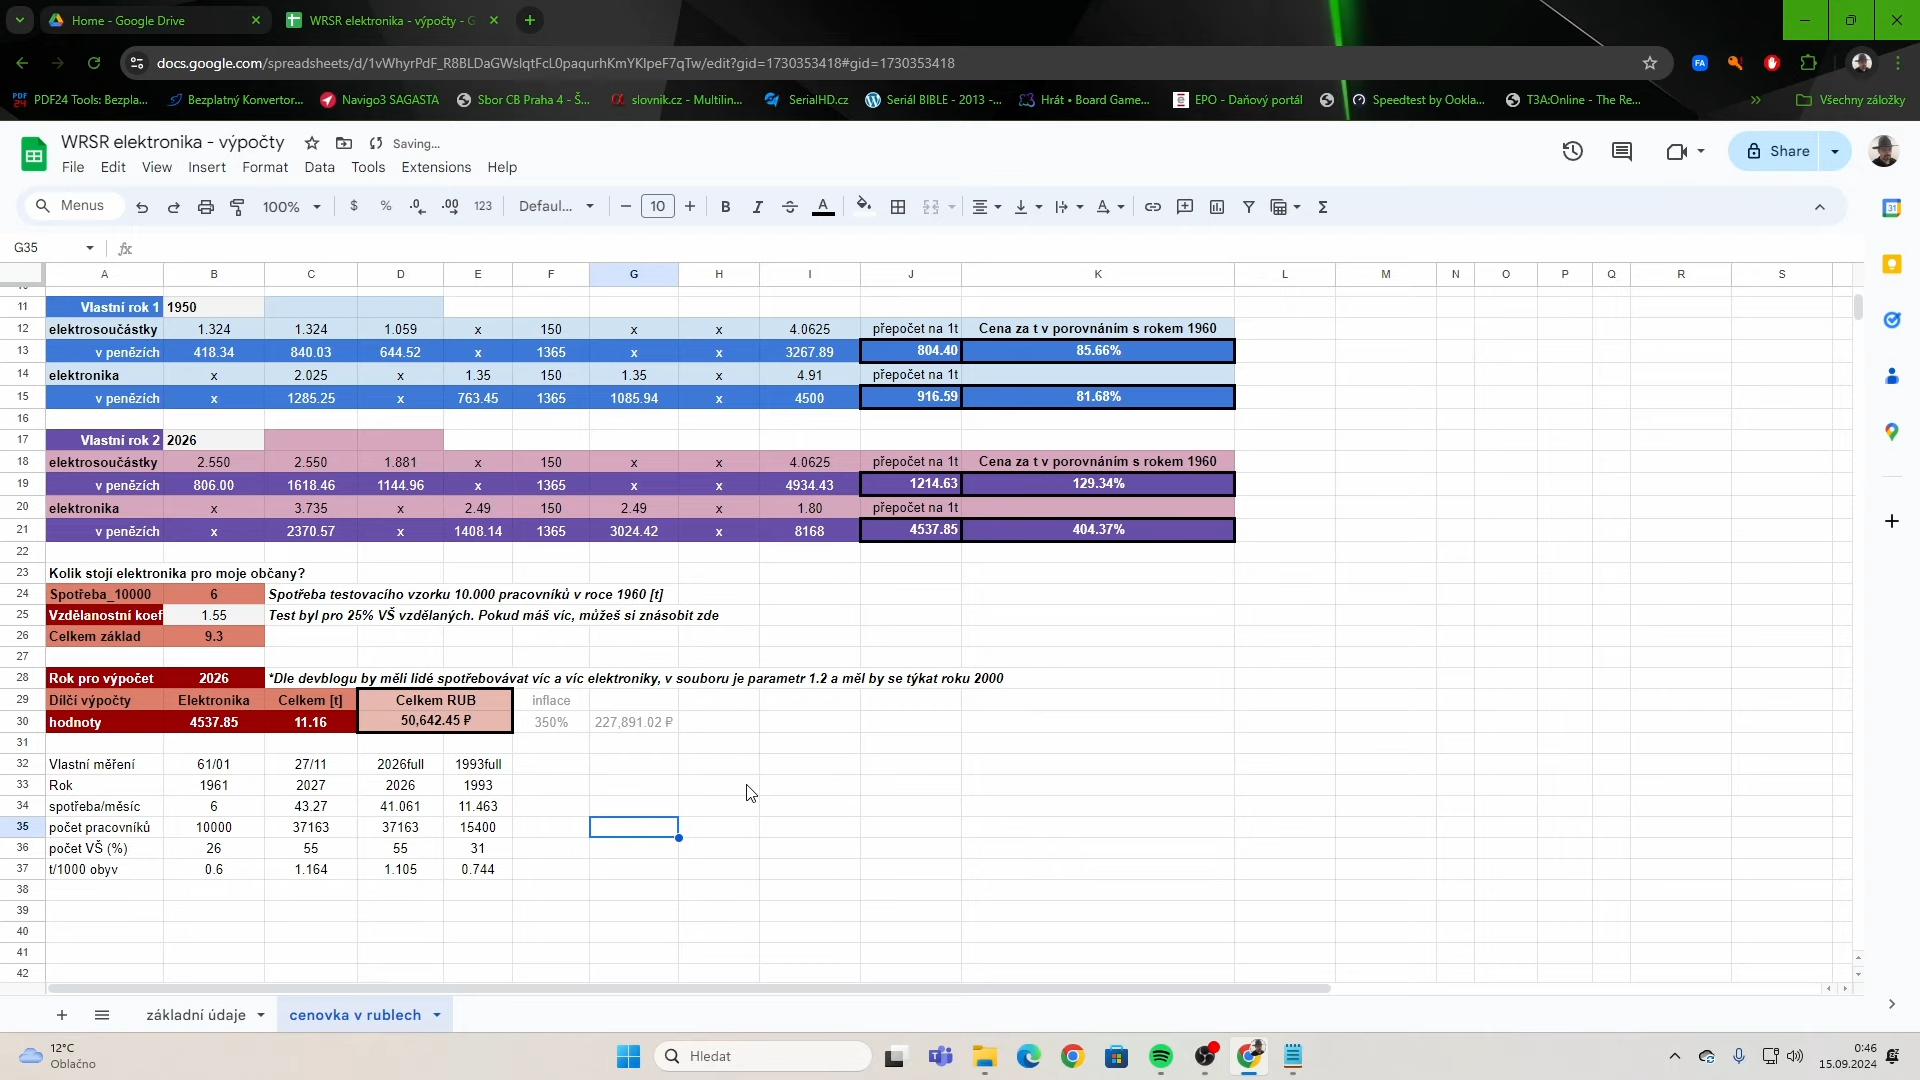 Home - Google Drive
WRSR elektronika - výpočty - G
docs.google.com/spreadsheets/d/1vWhyrPdF_R8BLDaGWslqtFcL0paqurhKmYKIpeF7qTw/edit?gid=1730353418#gid=1730353418
PDF24 Tools: Bezpla...
Bezplatný Konvertor...
Navigo3 SAGASTA
Sbor CB Praha 4 - Š...
slovnik.cz - Multilin...
SerialHD.cz
Seriál BIBLE - 2013 -...
Hrát • Board Game...
EPO - Daňový portál
Speedtest by Ookla...
T3A:Online - The Re...
Všechny záložky
WRSR elektronika - výpočty Saving...
File Edit View Insert Format Data Tools Extensions Help
Share
Menus 100% $ % .0 .00 123 Defaul... 10 B I A
G35 fx
A B C D E F G H I J K L M N O P Q R S
11 Vlastní rok 1 1950
12 elektrosoučástky 1.324 1.324 1.059 x 150 x x 4.0625 přepočet na 1t Cena za t v porovnáním s rokem 1960
13 v penězích 418.34 840.03 644.52 x 1365 x x 3267.89 804.40 85.66%
14 elektronika x 2.025 x 1.35 150 1.35 x 4.91 přepočet na 1t
15 v penězích x 1285.25 x 763.45 1365 1085.94 x 4500 916.59 81.68%
16
17 Vlastní rok 2 2026
18 elektrosoučástky 2.550 2.550 1.881 x 150 x x 4.0625 přepočet na 1t Cena za t v porovnáním s rokem 1960
19 v penězích 806.00 1618.46 1144.96 x 1365 x x 4934.43 1214.63 129.34%
20 elektronika x 3.735 x 2.49 150 2.49 x 1.80 přepočet na 1t
21 v penězích x 2370.57 x 1408.14 1365 3024.42 x 8168 4537.85 404.37%
22
23 Kolik stojí elektronika pro moje občany?
24 Spotřeba_10000 6 Spotřeba testovacího vzorku 10.000 pracovníků v roce 1960 [t]
25 Vzdělanostní koef 1.55 Test byl pro 25% VŠ vzdělaných. Pokud máš víc, můžeš si znásobit zde
26 Celkem základ 9.3
27
28 Rok pro výpočet 2026 *Dle devblogu by měli lidé spotřebovávat víc a víc elektroniky, v souboru je parametr 1.2 a měl by se týkat roku 2000
29 Dílčí výpočty Elektronika Celkem [t] Celkem RUB inflace
30 hodnoty 4537.85 11.16 50,642.45 ₽ 350% 227,891.02 ₽
31
32 Vlastní měření 61/01 27/11 2026full 1993full
33 Rok 1961 2027 2026 1993
34 spotřeba/měsíc 6 43.27 41.061 11.463
35 počet pracovníků 10000 37163 37163 15400
36 počet VŠ (%) 26 55 55 31
37 t/1000 obyv 0.6 1.164 1.105 0.744
38
39
40
41
42
základní údaje cenovka v rublech
12°C
Oblačno
Hledat
0:46
15.09.2024